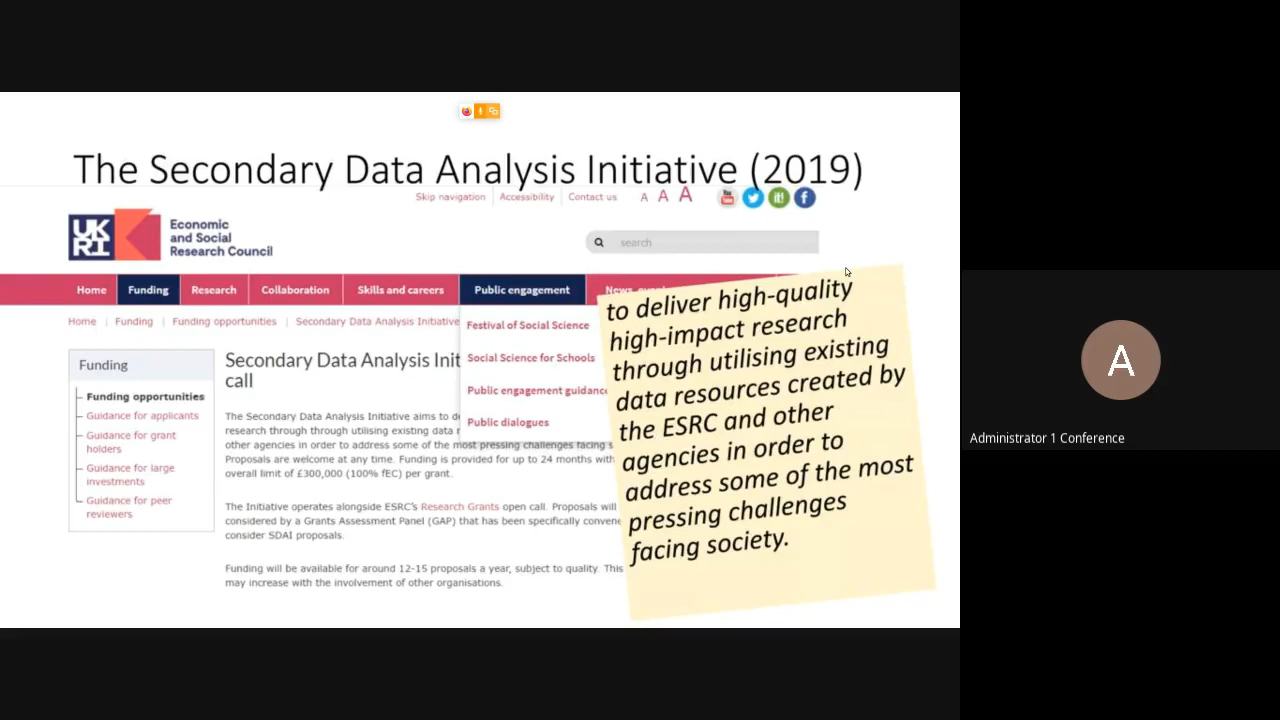 The Secondary Data Analysis Initiative (2019)
Skip navigation
Accessibility
Contact us
A A A
You
it!
f
UK
RI
Economic
and Social
Research Council
search
Home
Funding
Research
Collaboration
Skills and careers
Public engagement
News,
Home
Funding
Funding opportunities
Secondary Data Analysis Initiative
Festival of Social Science
Social Science for Schools
Public engagement guidance
Public dialogues
Funding
Funding opportunities
Guidance for applicants
Guidance for grant
holders
Guidance for large
investments
Guidance for peer
reviewers
Secondary Data Analysis Init
call
The Secondary Data Analysis Initiative aims to de
research through through utilising existing data r
other agencies in order to address some of the most pressing challenges facing s
Proposals are welcome at any time. Funding is provided for up to 24 months with
overall limit of £300,000 (100% fEC) per grant.
The Initiative operates alongside ESRC's Research Grants open call. Proposals will
considered by a Grants Assessment Panel (GAP) that has been specifically convene
consider SDAI proposals.
Funding will be available for around 12-15 proposals a year, subject to quality. This
may increase with the involvement of other organisations.
to deliver high-quality
high-impact research
through utilising existing
data resources created by
the ESRC and other
agencies in order to
address some of the most
pressing challenges
facing society.
A
Administrator 1 Conference